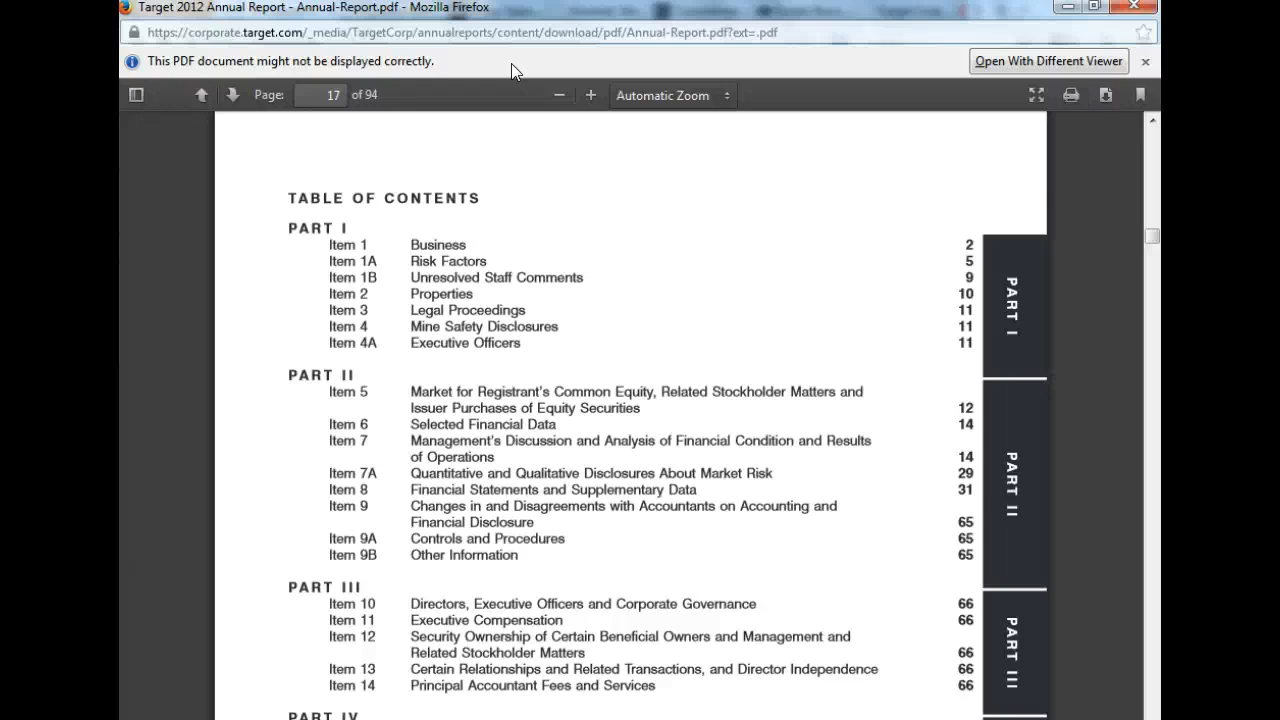 Target 2012 Annual Report - Annual-Report.pdf - Mozilla Firefox
https://corporate.target.com/_media/TargetCorp/annualreports/content/download/pdf/Annual-Report.pdf?ext=.pdf
This PDF document might not be displayed correctly. Open With Different Viewer
Page: 17 of 94 Automatic Zoom
TABLE OF CONTENTS
PART I
Item 1 Business 2
Item 1A Risk Factors 5
Item 1B Unresolved Staff Comments 9
Item 2 Properties 10
Item 3 Legal Proceedings 11
Item 4 Mine Safety Disclosures 11
Item 4A Executive Officers 11
PART I
PART II
Item 5 Market for Registrant's Common Equity, Related Stockholder Matters and
Issuer Purchases of Equity Securities 12
Item 6 Selected Financial Data 14
Item 7 Management's Discussion and Analysis of Financial Condition and Results
of Operations 14
Item 7A Quantitative and Qualitative Disclosures About Market Risk 29
Item 8 Financial Statements and Supplementary Data 31
Item 9 Changes in and Disagreements with Accountants on Accounting and
Financial Disclosure 65
Item 9A Controls and Procedures 65
Item 9B Other Information 65
PART II
PART III
Item 10 Directors, Executive Officers and Corporate Governance 66
Item 11 Executive Compensation 66
Item 12 Security Ownership of Certain Beneficial Owners and Management and
Related Stockholder Matters 66
Item 13 Certain Relationships and Related Transactions, and Director Independence 66
Item 14 Principal Accountant Fees and Services 66
PART III
PART IV